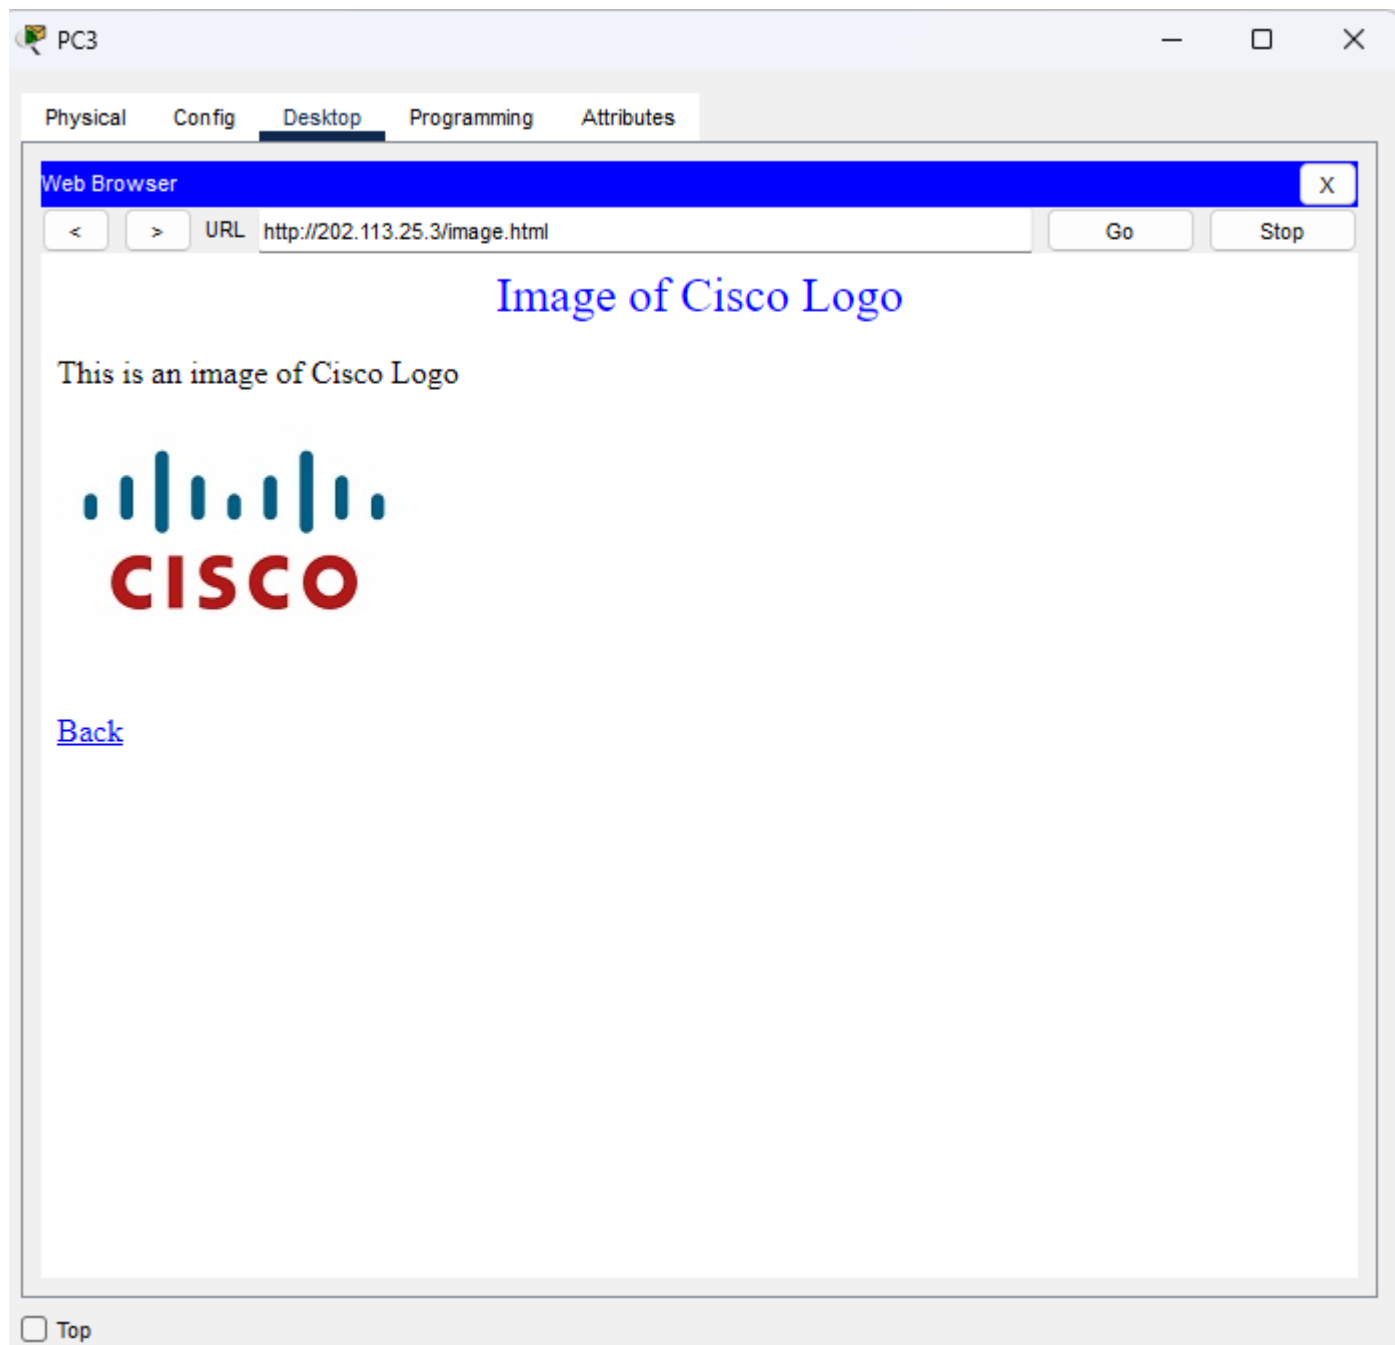 PC3
Physical Config Desktop Programming Attributes
Web Browser X
< > URL http://202.113.25.3/image.html Go Stop
Image of Cisco Logo
This is an image of Cisco Logo
CISCO
Back
Top